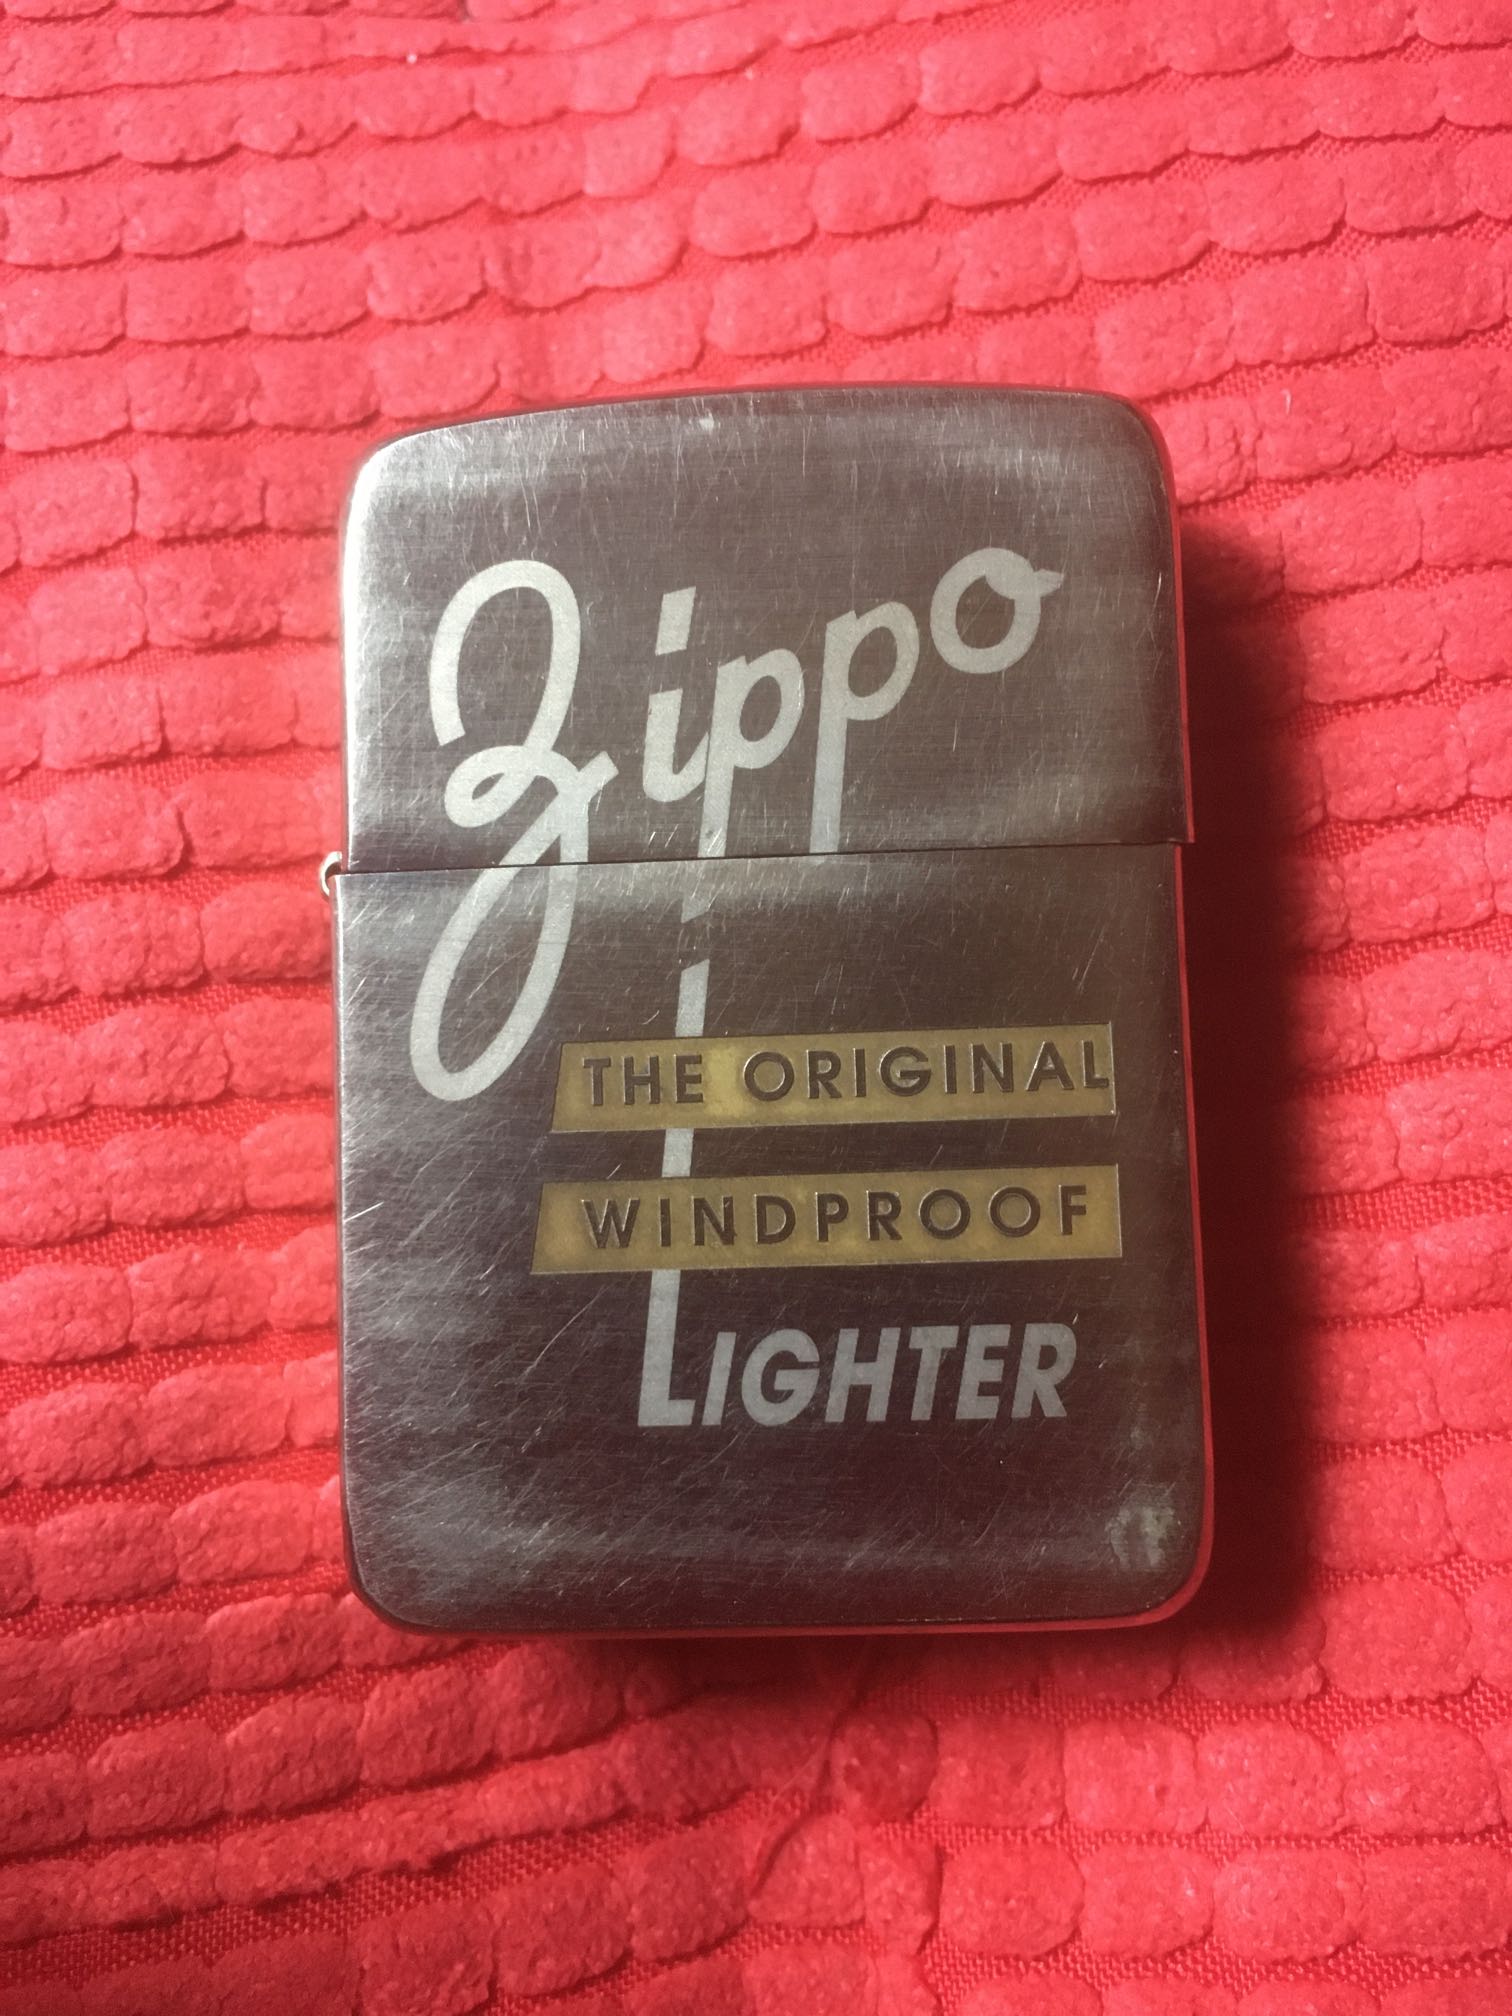 Zippo
THE ORIGINAL
WINDPROOF
LIGHTER